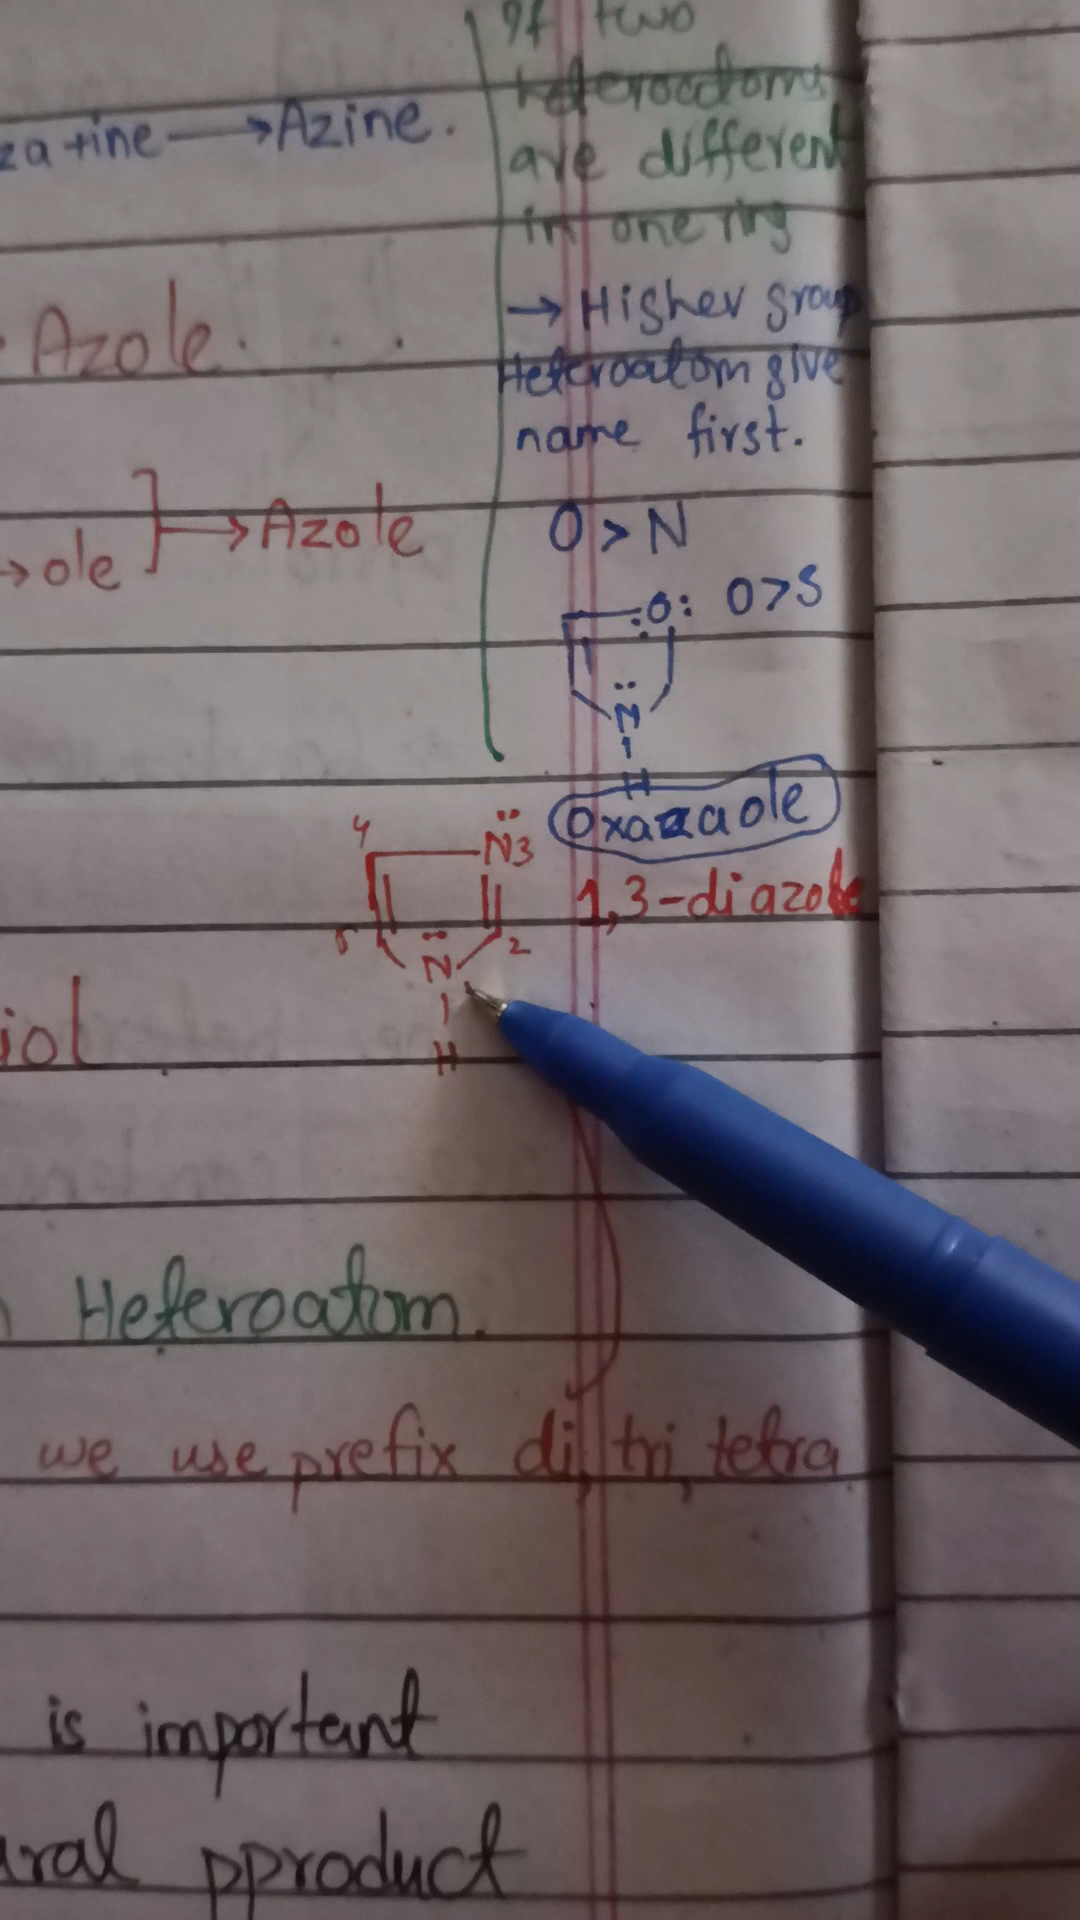 If two
heteroatoms
are different
in one ring
→ Higher group
Heteroatom give
name first.
O > N
O: O>S
N
H
Oxazaole
za+ine → Azine.
Azole.
→ ole ] → Azole
4 N3
5 2
N
H
1,3-diazole
iol
Heteroatom.
we use prefix di, tri, tetra
is important
ural pproduct